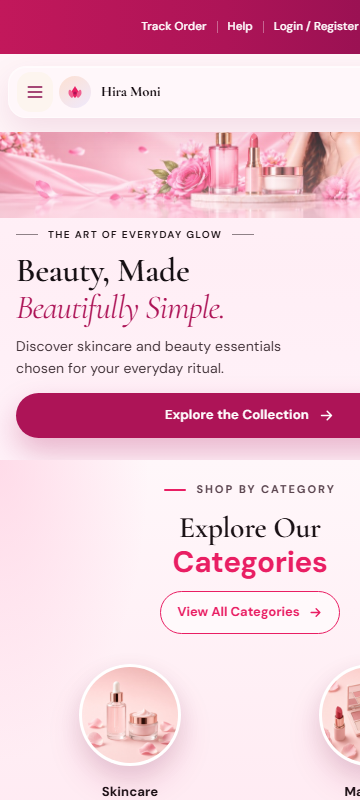 Track Order
Help
Login / Register
Hira Moni
THE ART OF EVERYDAY GLOW
Beauty, Made
Beautifully Simple.
Discover skincare and beauty essentials
chosen for your everyday ritual.
Explore the Collection →
SHOP BY CATEGORY
Explore Our
Categories
View All Categories →
Skincare